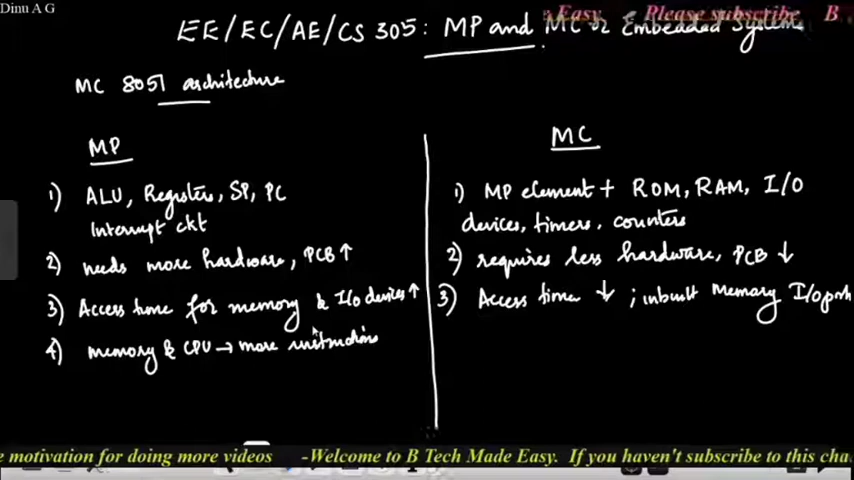 Dinu A G
Easy Please subscribe B
EE/EC/AE/CS 305: MP and MC & Embedded System
MC 8051 architecture
MP
1) ALU, Registers, SP, PC
Interrupt ckt
2) needs more hardware, PCB ↑
3) Access time for memory & I/O devices ↑
4) memory & CPU → more instructions
MC
1) MP element + ROM, RAM, I/O
devices, timers, counters
2) requires less hardware, PCB ↓
3) Access time ↓ ; inbuilt Memory I/O
e motivation for doing more videos -Welcome to B Tech Made Easy. If you haven't subscribe to this cha